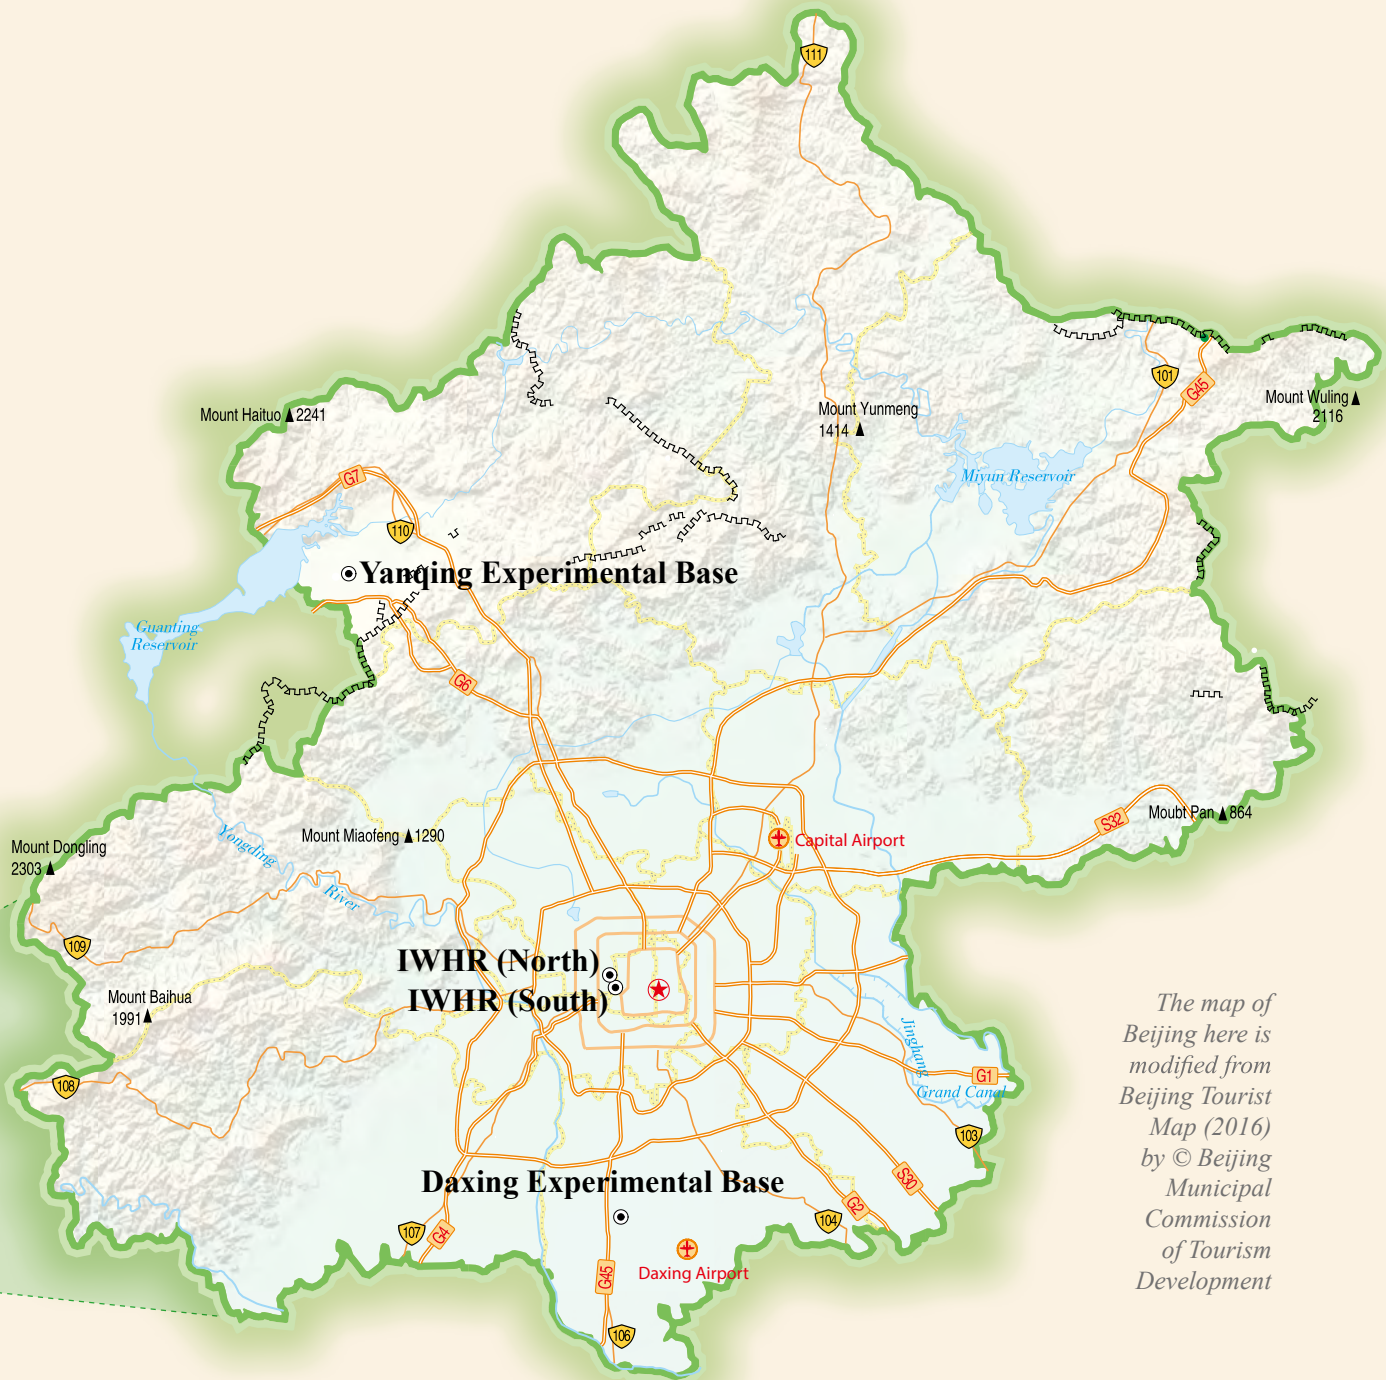 111
101
G45
Mount Wuling
2116
Mount Haituo 2241
Mount Yunmeng
1414
Miyun Reservoir
G7
110
Yanqing Experimental Base
Guanting
Reservoir
G6
Moubt Pan 864
S32
Mount Miaofeng 1290
Capital Airport
Yongding
River
Mount Dongling
2303
109
IWHR (North)
IWHR (South)
Mount Baihua
1991
Jinghang
Grand Canal
G1
108
103
Daxing Experimental Base
S30
G2
104
107
G4
Daxing Airport
G45
106
The map of
Beijing here is
modified from
Beijing Tourist
Map (2016)
by © Beijing
Municipal
Commission
of Tourism
Development